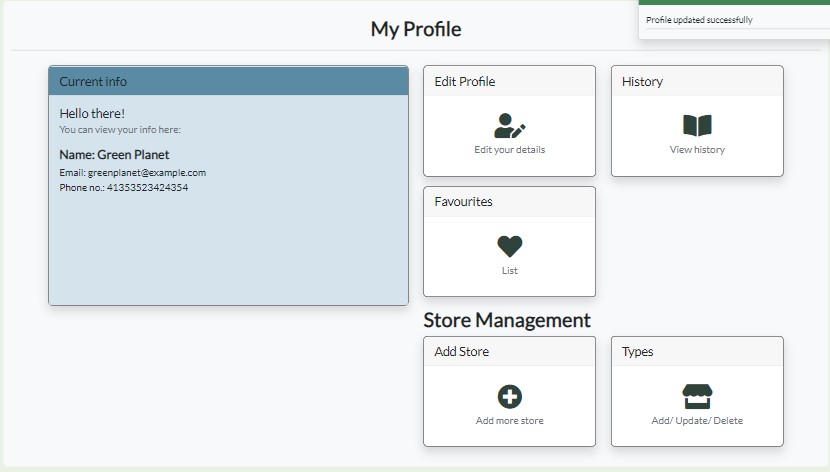 Profile updated successfully
My Profile
Current info
Hello there!
You can view your info here:
Name: Green Planet
Email: greenplanet@example.com
Phone no.: 41353523424354
Edit Profile
Edit your details
History
View history
Favourites
List
Store Management
Add Store
Add more store
Types
Add/ Update/ Delete